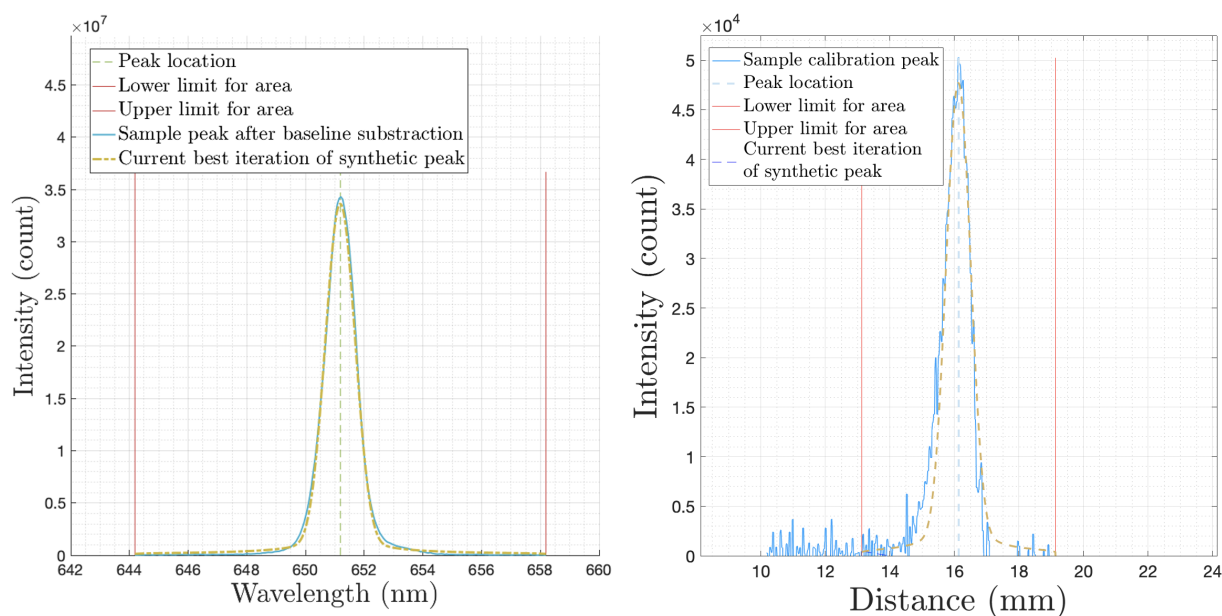 ×10⁷
4.5
4
3.5
3
2.5
2
1.5
1
0.5
0
Intensity (count)
Peak location
Lower limit for area
Upper limit for area
Sample peak after baseline substraction
Current best iteration of synthetic peak
642 644 646 648 650 652 654 656 658 660
Wavelength (nm)
×10⁴
5
4.5
4
3.5
3
2.5
2
1.5
1
0.5
0
Intensity (count)
Sample calibration peak
Peak location
Lower limit for area
Upper limit for area
Current best iteration
of synthetic peak
10 12 14 16 18 20 22 24
Distance (mm)